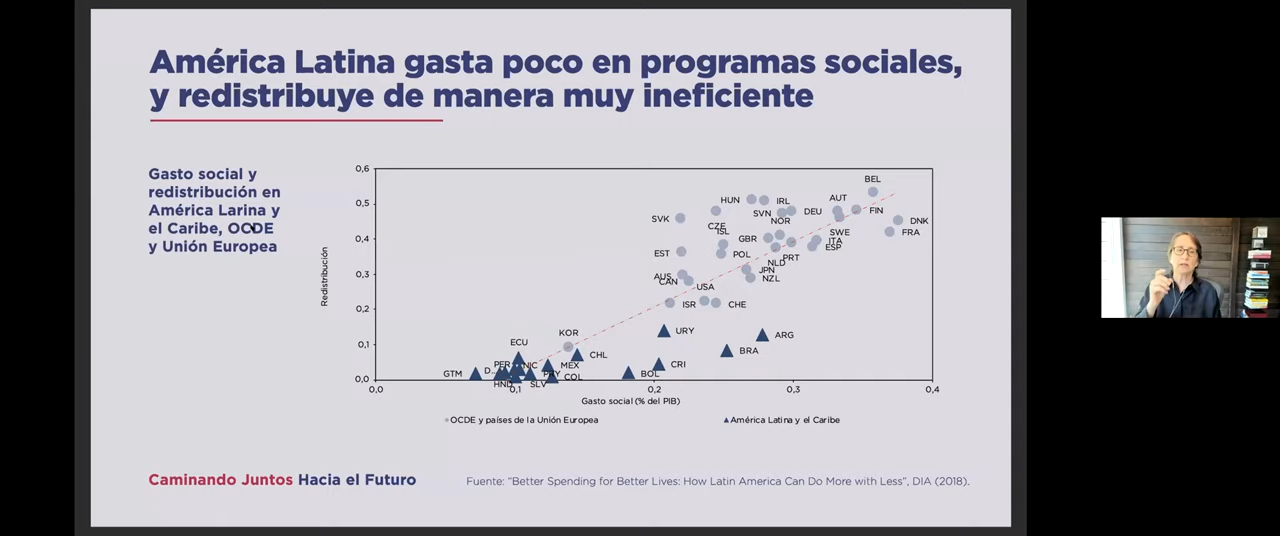 América Latina gasta poco en programas sociales,
y redistribuye de manera muy ineficiente
Gasto social y
redistribución en
América Larina y
el Caribe, OCDE
y Unión Europea
Redistribución
0,6
0,5
0,4
0,3
0,2
0,1
0,0
0,0
0,1
0,2
0,3
0,4
BEL
HUN
IRL
AUT
FIN
SVK
SVN
DEU
DNK
CZE
NOR
FRA
ISL
GBR
SWE
ITA
ESP
EST
POL
PRT
NLD
AUS
JPN
CAN
NZL
USA
ISR
CHE
KOR
URY
ARG
ECU
CHL
BRA
PER
NIC
MEX
CRI
GTM
D...
PRY
COL
BOL
HND
SLV
Gasto social (% del PIB)
OCDE y países de la Unión Europea
América Latina y el Caribe
Caminando Juntos Hacia el Futuro
Fuente: “Better Spending for Better Lives: How Latin America Can Do More with Less”, DIA (2018).